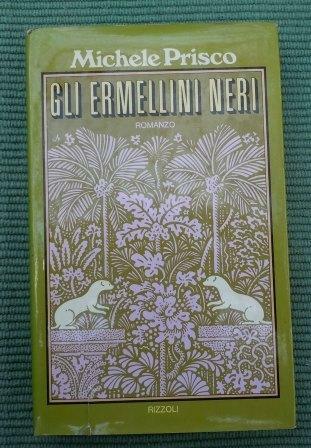 Michele Prisco
GLI ERMELLINI NERI
ROMANZO
RIZZOLI